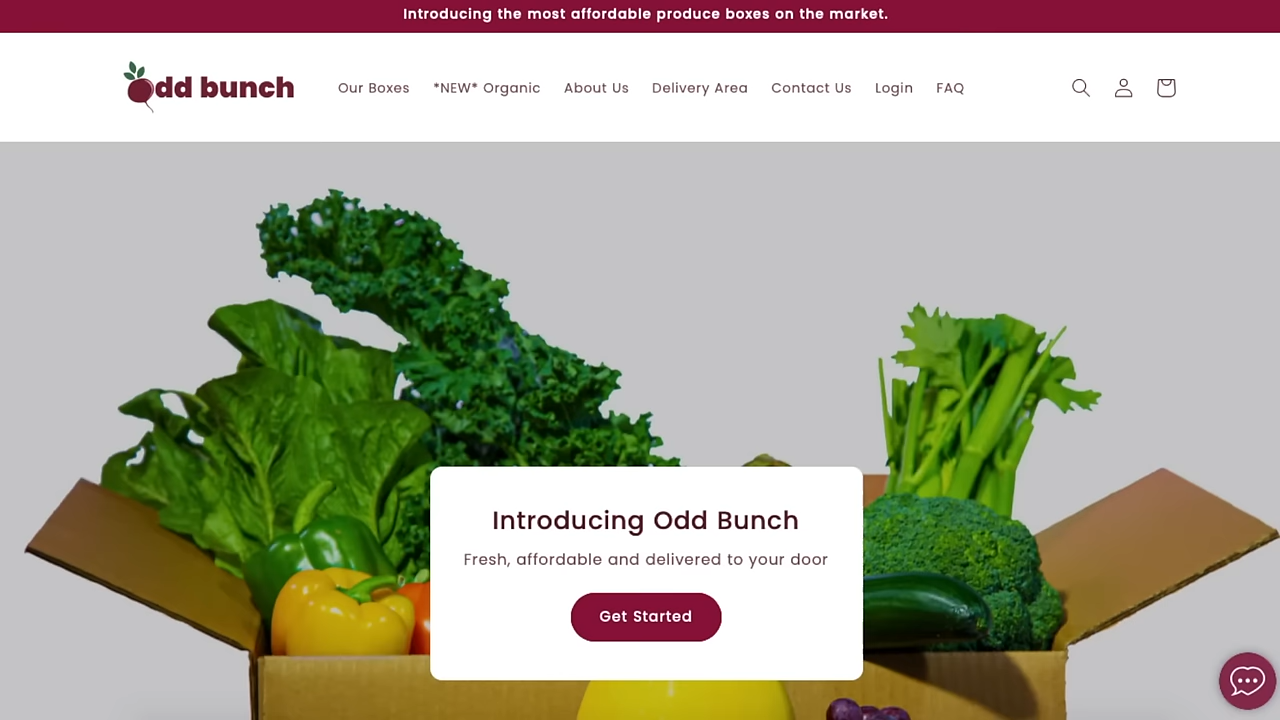 Introducing the most affordable produce boxes on the market.
odd bunch
Our Boxes *NEW* Organic About Us Delivery Area Contact Us Login FAQ
Introducing Odd Bunch
Fresh, affordable and delivered to your door
Get Started